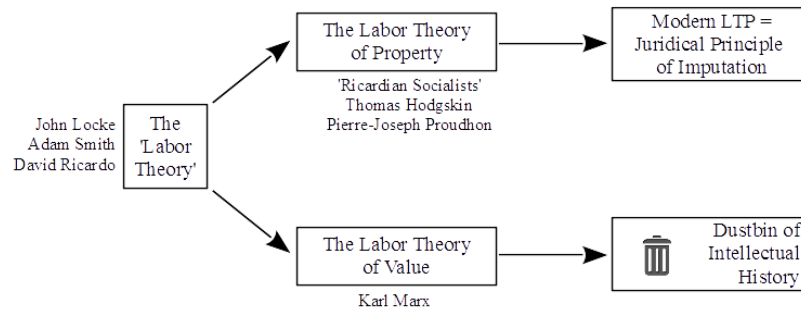 John Locke
Adam Smith
David Ricardo
The
'Labor
Theory'
The Labor Theory
of Property
'Ricardian Socialists'
Thomas Hodgskin
Pierre-Joseph Proudhon
Modern LTP =
Juridical Principle
of Imputation
The Labor Theory
of Value
Karl Marx
Dustbin of
Intellectual
History